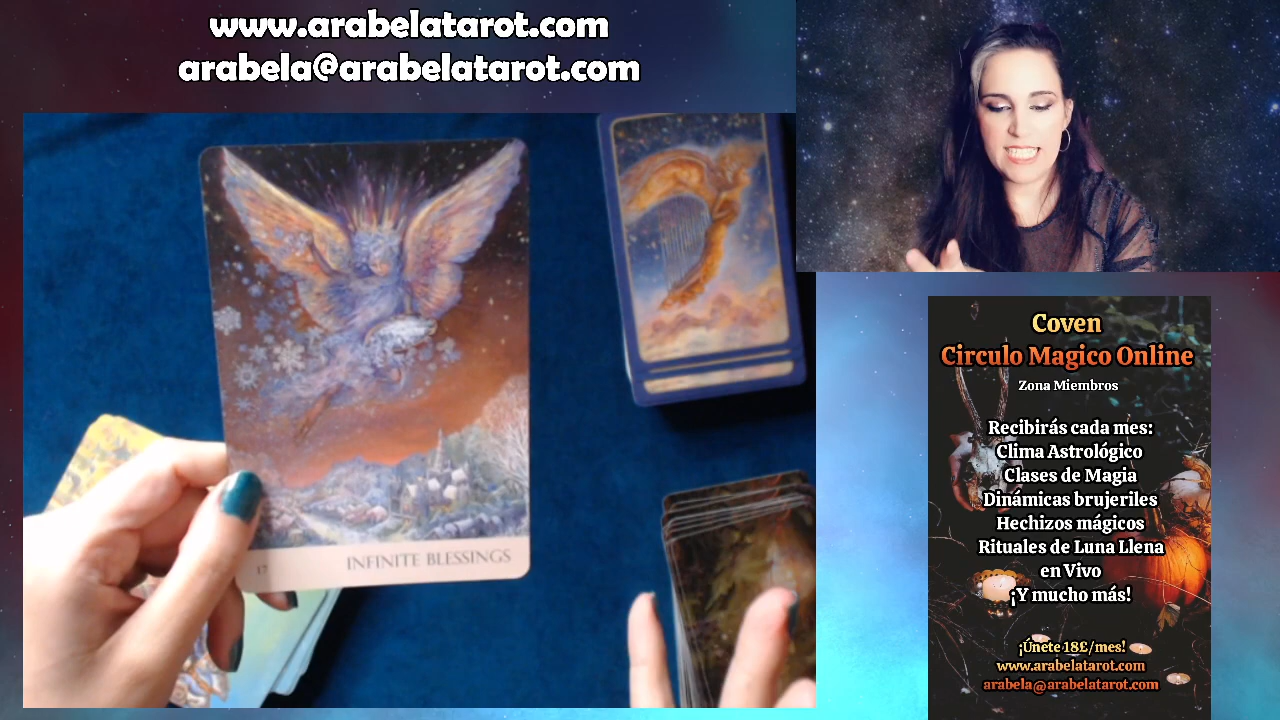 www.arabelatarot.com
arabela@arabelatarot.com
17
INFINITE BLESSINGS
Coven
Circulo Magico Online
Zona Miembros
Recibirás cada mes:
Clima Astrológico
Clases de Magia
Dinámicas brujeriles
Hechizos mágicos
Rituales de Luna Llena
en Vivo
¡Y mucho más!
¡Únete 18£/mes!
www.arabelatarot.com
arabela@arabelatarot.com